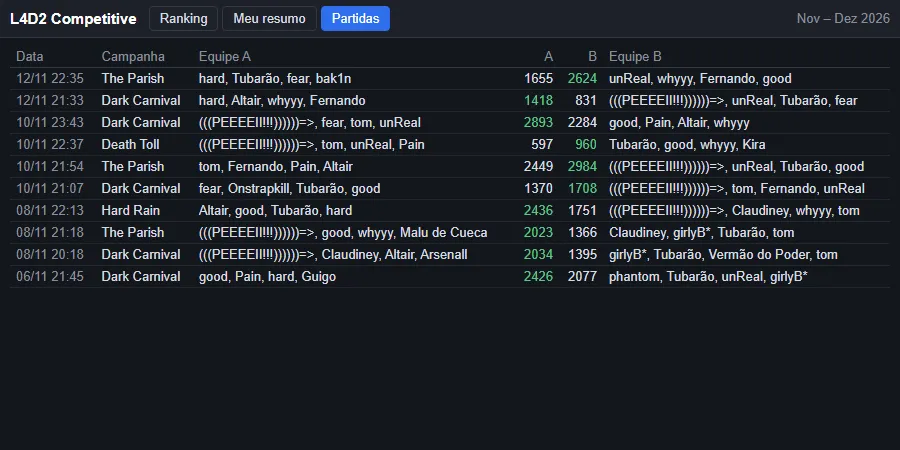 L4D2 Competitive Ranking Meu resumo Partidas Nov – Dez 2026
Data Campanha Equipe A A B Equipe B
12/11 22:35 The Parish hard, Tubarão, fear, bak1n 1655 2624 unReal, whyyy, Fernando, good
12/11 21:33 Dark Carnival hard, Altair, whyyy, Fernando 1418 831 (((PEEEEII!!!))))))=>, unReal, Tubarão, fear
10/11 23:43 Dark Carnival (((PEEEEII!!!))))))=>, fear, tom, unReal 2893 2284 good, Pain, Altair, whyyy
10/11 22:37 Death Toll (((PEEEEII!!!))))))=>, tom, unReal, Pain 597 960 Tubarão, good, whyyy, Kira
10/11 21:54 The Parish tom, Fernando, Pain, Altair 2449 2984 (((PEEEEII!!!))))))=>, unReal, Tubarão, good
10/11 21:07 Dark Carnival fear, Onstrapkill, Tubarão, good 1370 1708 (((PEEEEII!!!))))))=>, tom, Fernando, unReal
08/11 22:13 Hard Rain Altair, good, Tubarão, hard 2436 1751 (((PEEEEII!!!))))))=>, Claudiney, whyyy, tom
08/11 21:18 The Parish (((PEEEEII!!!))))))=>, good, whyyy, Malu de Cueca 2023 1366 Claudiney, girlyB*, Tubarão, tom
08/11 20:18 Dark Carnival (((PEEEEII!!!))))))=>, Claudiney, Altair, Arsenall 2034 1395 girlyB*, Tubarão, Vermão do Poder, tom
06/11 21:45 Dark Carnival good, Pain, hard, Guigo 2426 2077 phantom, Tubarão, unReal, girlyB*